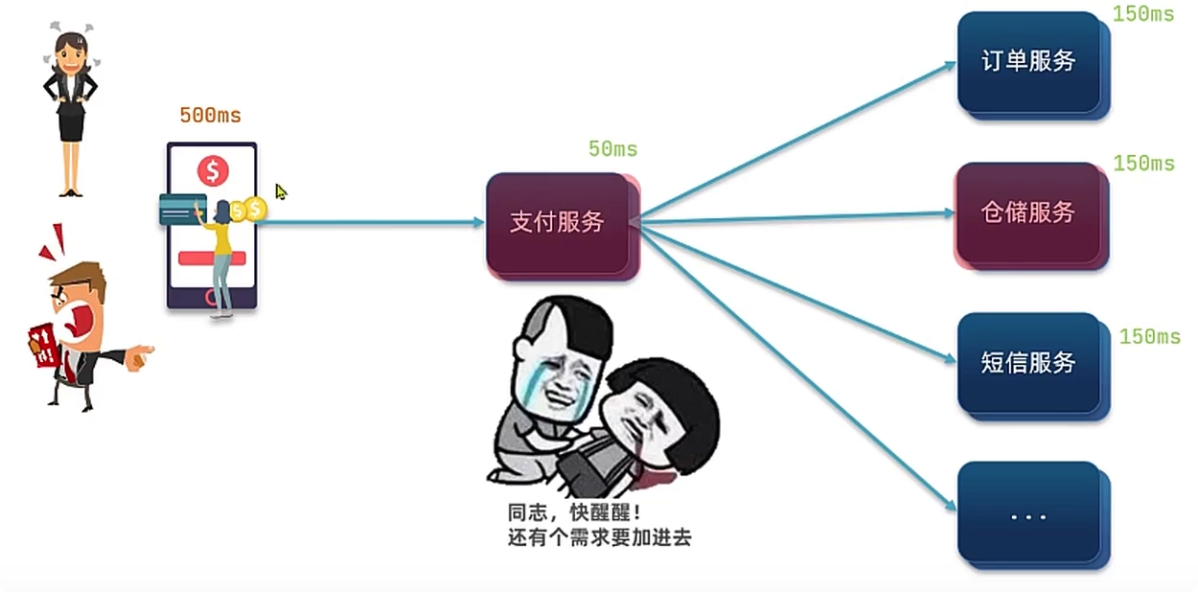 150ms
订单服务
500ms
$
$
$
50ms
支付服务
150ms
仓储服务
150ms
短信服务
...
同志，快醒醒！
还有个需求要加进去